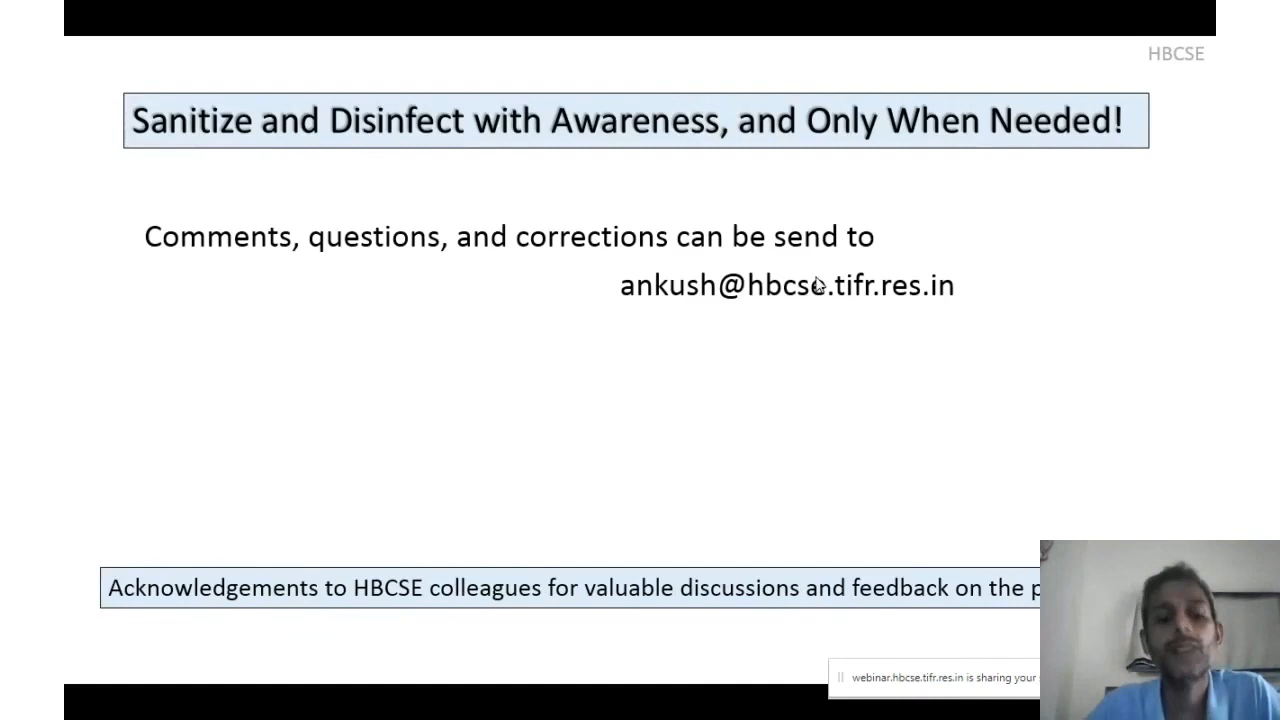 HBCSE
Sanitize and Disinfect with Awareness, and Only When Needed!
Comments, questions, and corrections can be send to
ankush@hbcse.tifr.res.in
Acknowledgements to HBCSE colleagues for valuable discussions and feedback on the
webinar.hbcse.tifr.res.in is sharing your